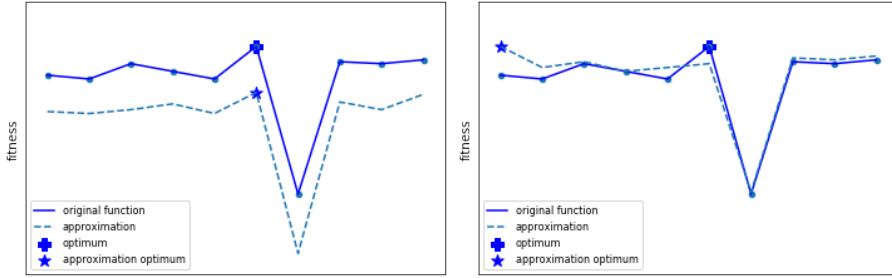 fitness
original function
approximation
optimum
approximation optimum
fitness
original function
approximation
optimum
approximation optimum